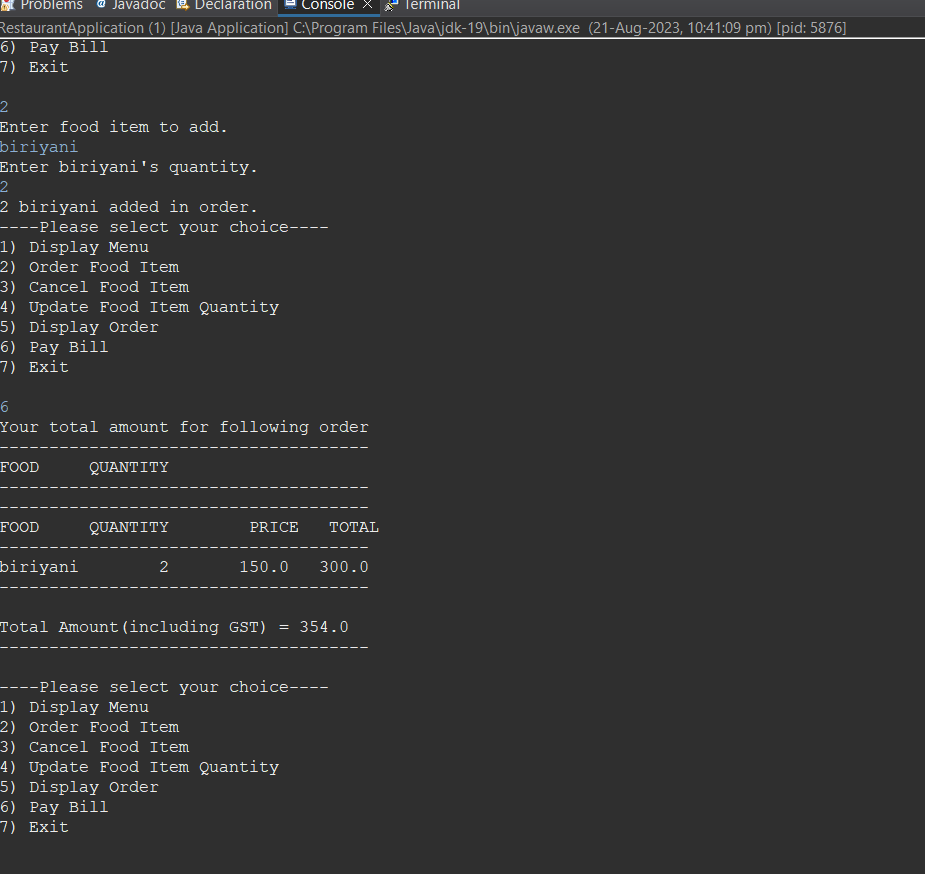 Problems @ Javadoc Declaration Console × Terminal
RestaurantApplication (1) [Java Application] C:\Program Files\Java\jdk-19\bin\javaw.exe (21-Aug-2023, 10:41:09 pm) [pid: 5876]
6) Pay Bill
7) Exit

2
Enter food item to add.
biriyani
Enter biriyani's quantity.
2
2 biriyani added in order.
----Please select your choice----
1) Display Menu
2) Order Food Item
3) Cancel Food Item
4) Update Food Item Quantity
5) Display Order
6) Pay Bill
7) Exit

6
Your total amount for following order
-------------------------------------
FOOD     QUANTITY
-------------------------------------
-------------------------------------
FOOD     QUANTITY        PRICE   TOTAL
-------------------------------------
biriyani        2       150.0   300.0
-------------------------------------

Total Amount(including GST) = 354.0
-------------------------------------

----Please select your choice----
1) Display Menu
2) Order Food Item
3) Cancel Food Item
4) Update Food Item Quantity
5) Display Order
6) Pay Bill
7) Exit